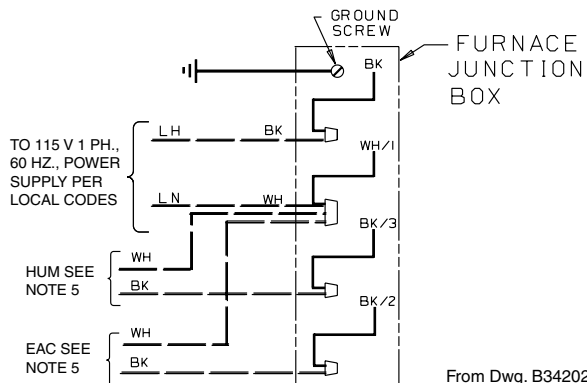 GROUND
SCREW
FURNACE
JUNCTION
BOX
BK
LH
BK
TO 115 V 1 PH.,
60 HZ., POWER
SUPPLY PER
LOCAL CODES
WH/1
LN
WH
BK/3
WH
HUM SEE
NOTE 5
BK
BK/2
WH
EAC SEE
NOTE 5
BK
From Dwg. B34202